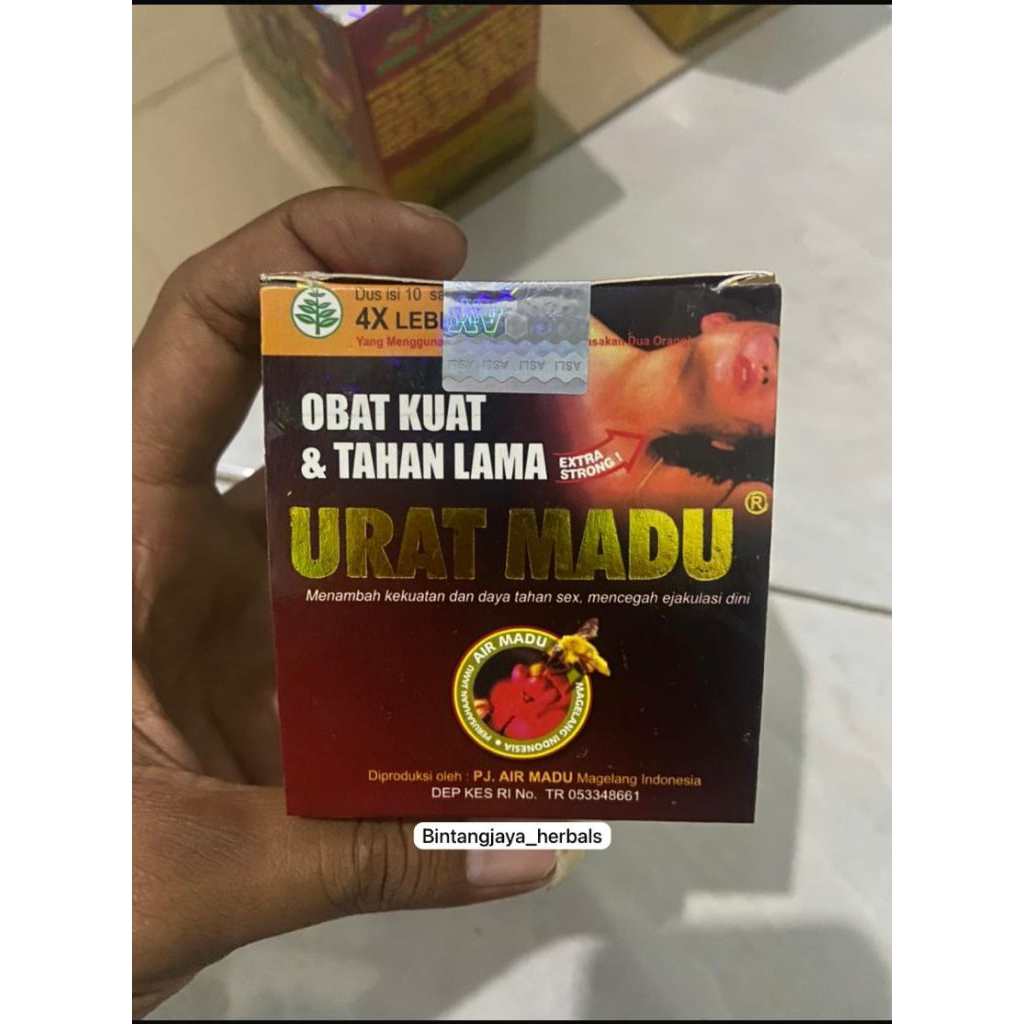 Dus isi 10
4X
Yang Dua Orang
OBAT KUAT
& TAHAN LAMA
EXTRA
STRONG !
URAT MADU ®
Menambah kekuatan dan daya tahan sex, mencegah ejakulasi dini
AIR MADU
PERUSAHAAN JAMU • MAGELANG INDONESIA
Diproduksi oleh : PJ. AIR MADU Magelang Indonesia
DEP KES RI No. TR 053348661
Bintangjaya_herbals
ASLI ASLI ASLI ASLI